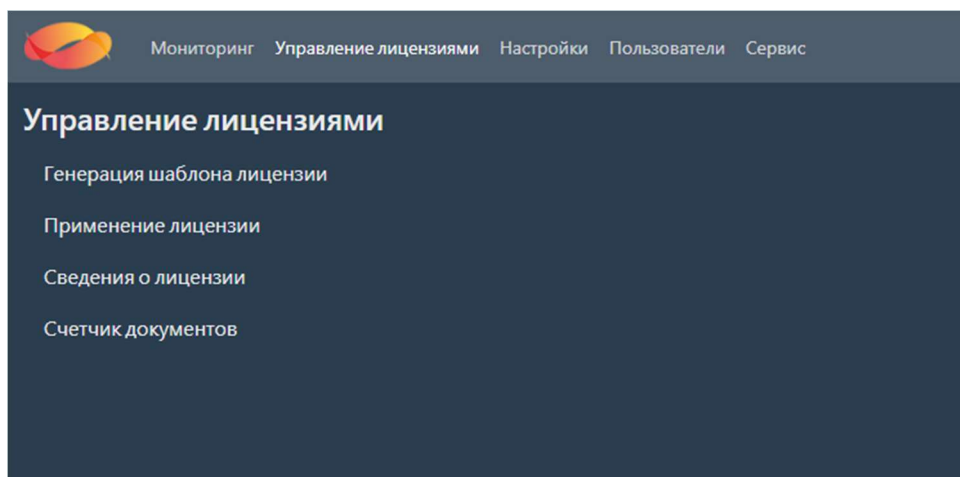 Мониторинг Управление лицензиями Настройки Пользователи Сервис
Управление лицензиями
Генерация шаблона лицензии
Применение лицензии
Сведения о лицензии
Счетчик документов